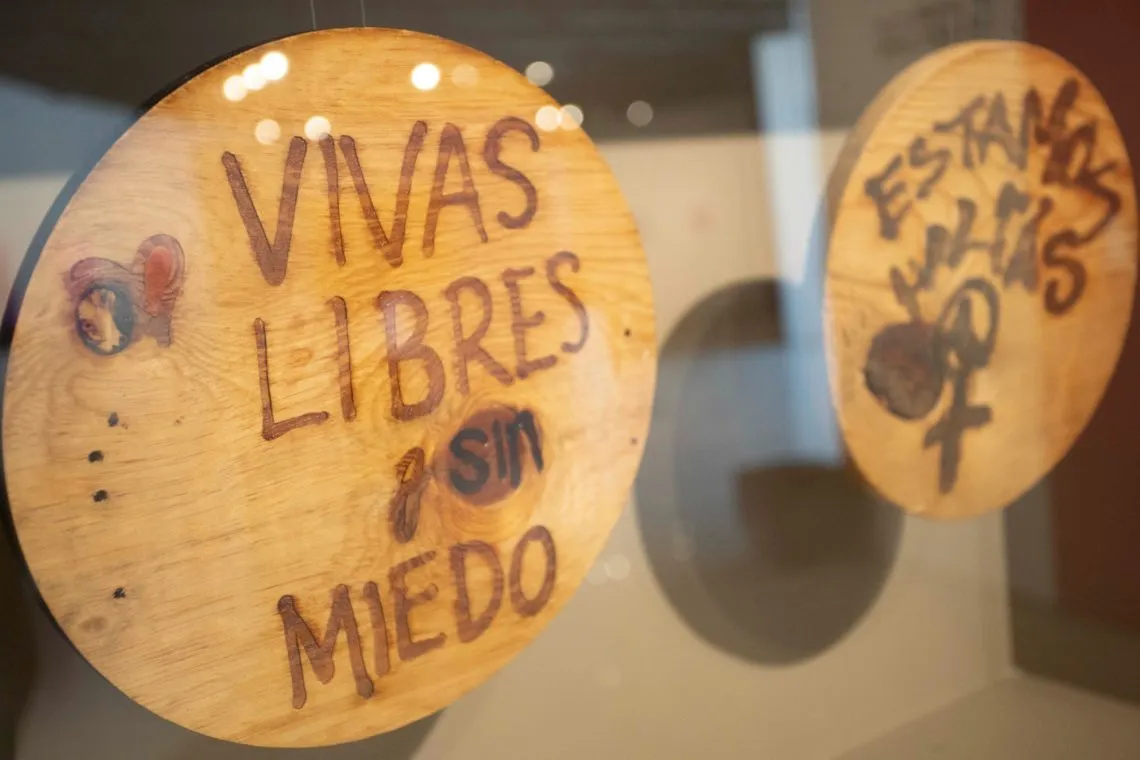 VIVAS
LIBRES
y sin
MIEDO
ESTAMOS